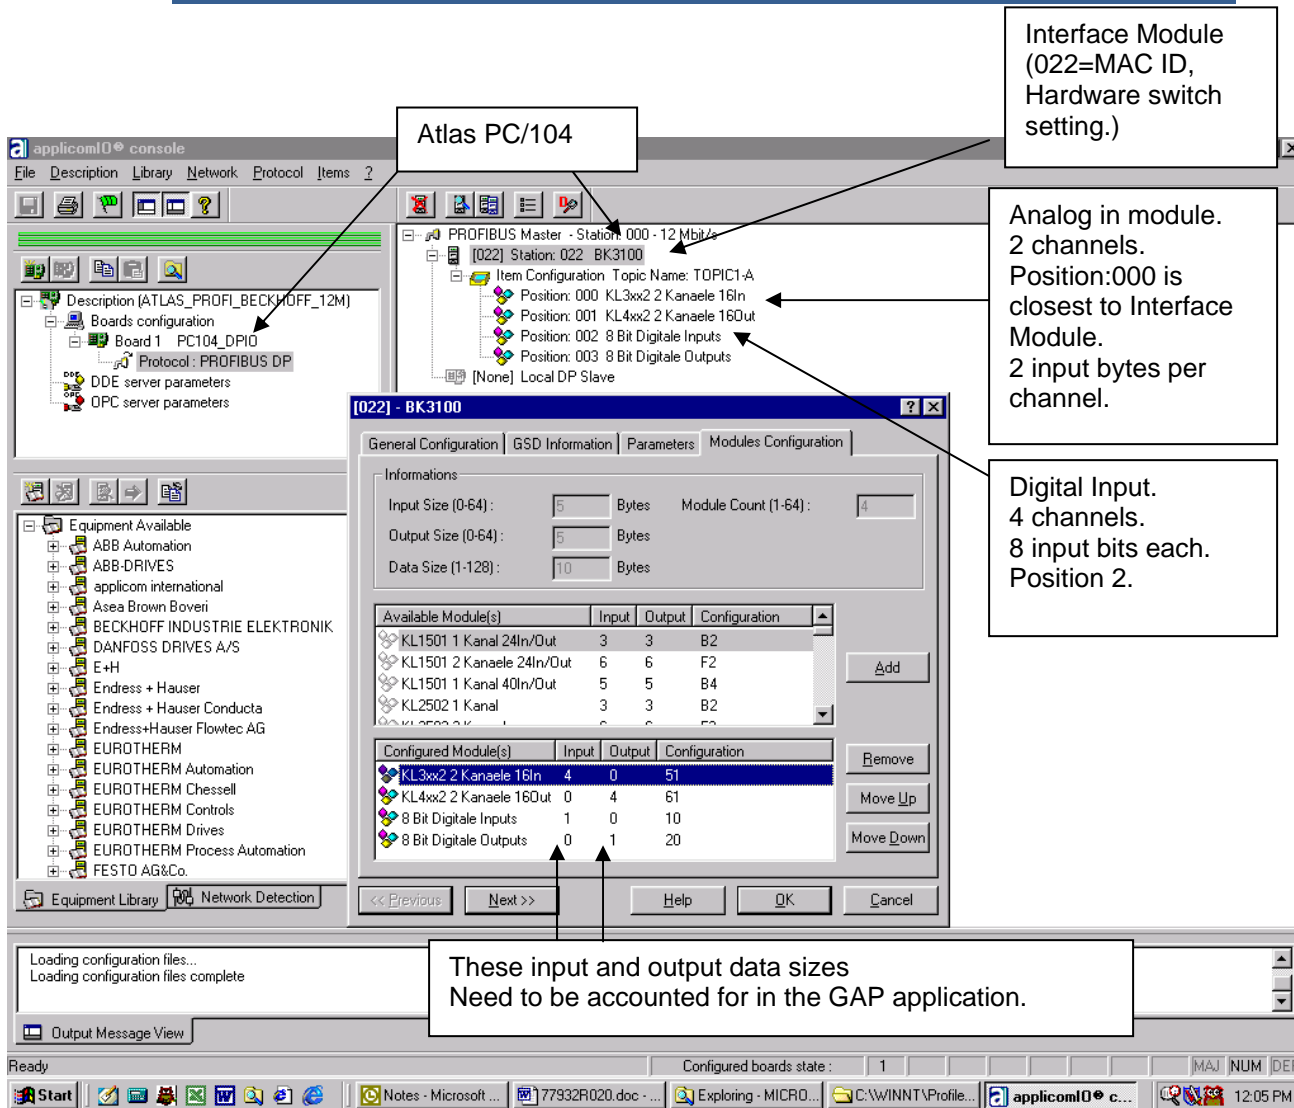 Interface Module
(022=MAC ID,
Hardware switch
setting.)
Atlas PC/104
applicomIO® console
File Description Library Network Protocol Items ?
Analog in module.
2 channels.
Position:000 is
closest to Interface
Module.
2 input bytes per
channel.
PROFIBUS Master - Station: 000 - 12 Mbit/s
[022] Station: 022 BK3100
Item Configuration Topic Name: TOPIC1-A
Position: 000 KL3xx2 2 Kanaele 16In
Position: 001 KL4xx2 2 Kanaele 16Out
Position: 002 8 Bit Digitale Inputs
Position: 003 8 Bit Digitale Outputs
[None] Local DP Slave
Description (ATLAS_PROFI_BECKHOFF_12M)
Boards configuration
Board 1 PC104_DPIO
Protocol : PROFIBUS DP
DDE server parameters
OPC server parameters
Digital Input.
4 channels.
8 input bits each.
Position 2.
[022] - BK3100
General Configuration GSD Information Parameters Modules Configuration
Informations
Input Size (0-64) : 5 Bytes Module Count (1-64) : 4
Output Size (0-64) : 5 Bytes
Data Size (1-128) : 10 Bytes
Available Module(s) Input Output Configuration
KL1501 1 Kanal 24In/Out 3 3 B2
KL1501 2 Kanaele 24In/Out 6 6 F2
KL1501 1 Kanal 40In/Out 5 5 B4
KL2502 1 Kanal 3 3 B2
Add
Configured Module(s) Input Output Configuration
KL3xx2 2 Kanaele 16In 4 0 51
KL4xx2 2 Kanaele 16Out 0 4 61
8 Bit Digitale Inputs 1 0 10
8 Bit Digitale Outputs 0 1 20
Remove
Move Up
Move Down
<< Previous Next >> Help OK Cancel
Equipment Available
ABB Automation
ABB-DRIVES
applicom international
Asea Brown Boveri
BECKHOFF INDUSTRIE ELEKTRONIK
DANFOSS DRIVES A/S
E+H
Endress + Hauser
Endress + Hauser Conducta
Endress+Hauser Flowtec AG
EUROTHERM
EUROTHERM Automation
EUROTHERM Chessell
EUROTHERM Controls
EUROTHERM Drives
EUROTHERM Process Automation
FESTO AG&Co.
Equipment Library Network Detection
These input and output data sizes
Need to be accounted for in the GAP application.
Loading configuration files...
Loading configuration files complete
Output Message View
Ready Configured boards state : 1 MAJ NUM
Start Notes - Microsoft ... 77932R020.doc - ... Exploring - MICRO... C:\WINNT\Profile... applicomIO® c... 12:05 PM